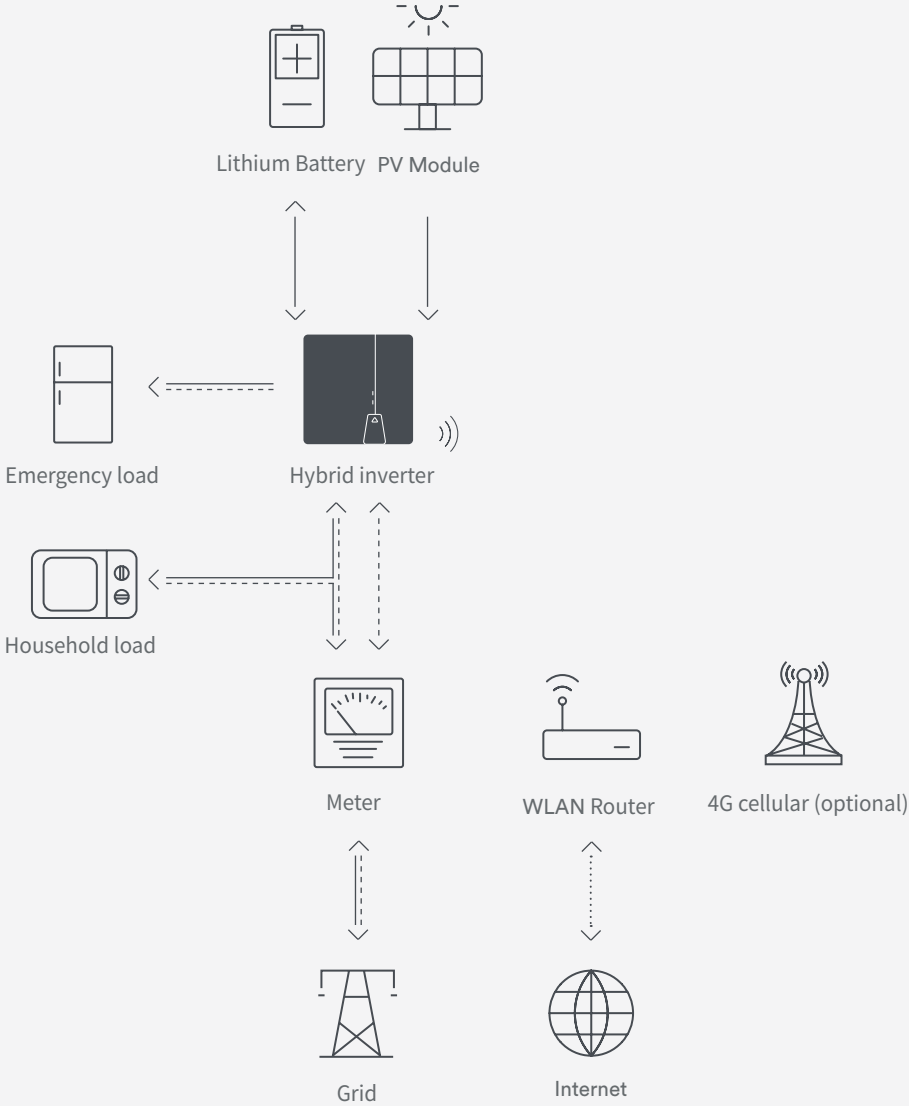 Lithium Battery
PV Module
Emergency load
Hybrid inverter
Household load
Meter
WLAN Router
4G cellular (optional)
Grid
Internet